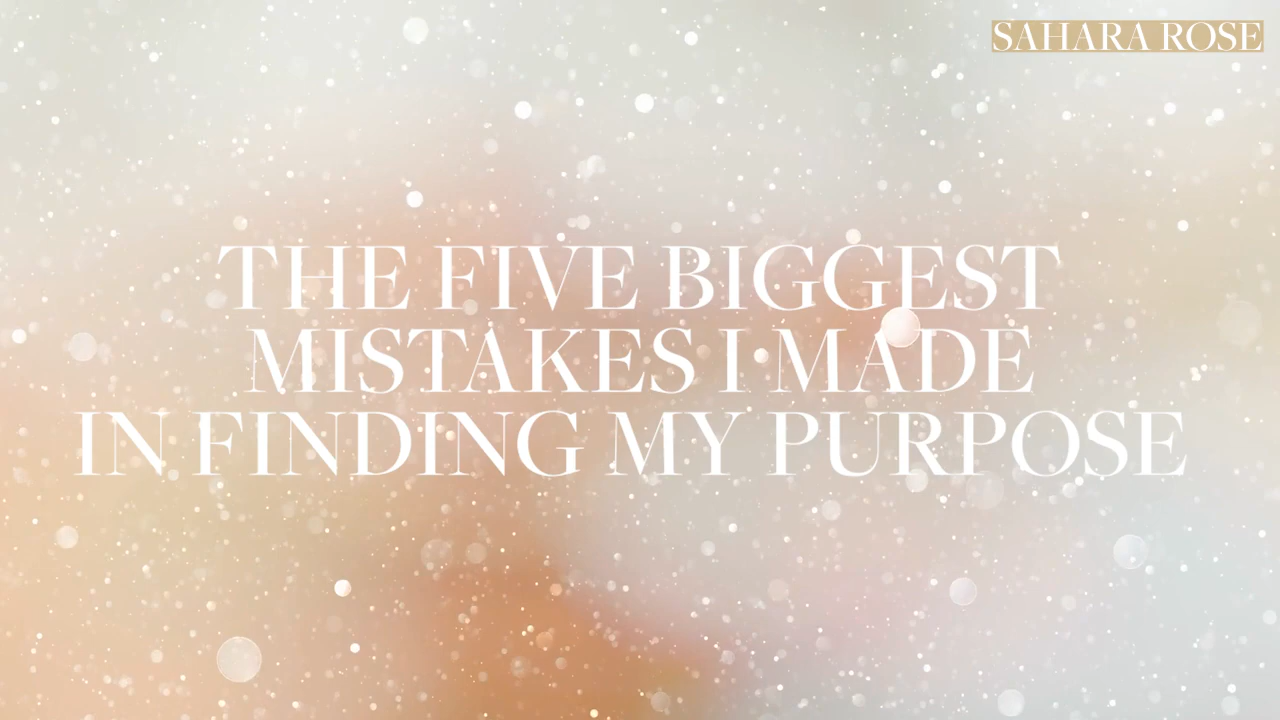 SAHARA ROSE
THE FIVE BIGGEST
MISTAKES I MADE
IN FINDING MY PURPOSE